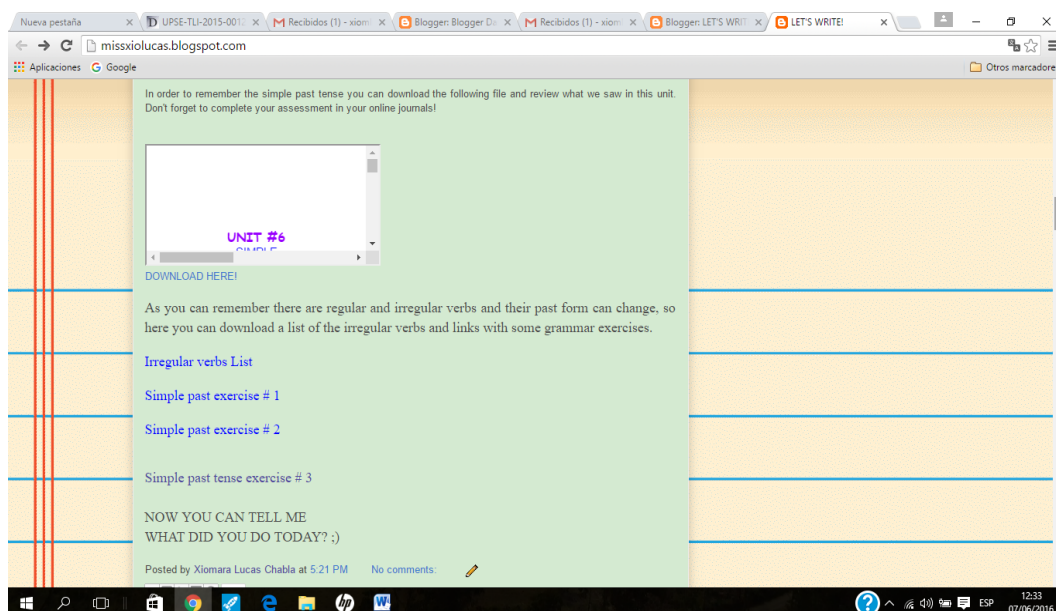 Nueva pestaña
UPSE-TLI-2015-001
Recibidos (1) - xiom
Blogger: Blogger Da
Recibidos (1) - xiom
Blogger: LET'S WRIT
LET'S WRITE!
missxiolucas.blogspot.com
Aplicaciones
Google
Otros marcadore
In order to remember the simple past tense you can download the following file and review what we saw in this unit.
Don't forget to complete your assessment in your online journals!
UNIT #6
SIMPLE
DOWNLOAD HERE!
As you can remember there are regular and irregular verbs and their past form can change, so
here you can download a list of the irregular verbs and links with some grammar exercises.
Irregular verbs List
Simple past exercise # 1
Simple past exercise # 2
Simple past tense exercise # 3
NOW YOU CAN TELL ME
WHAT DID YOU DO TODAY? ;)
Posted by Xiomara Lucas Chabla at 5:21 PM No comments:
ESP
12:33
07/06/2016